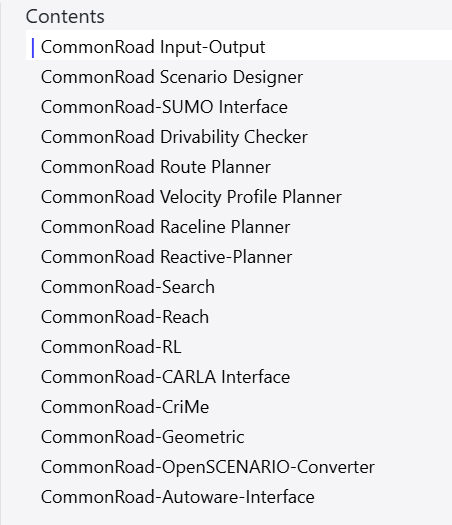 Contents
CommonRoad Input-Output
CommonRoad Scenario Designer
CommonRoad-SUMO Interface
CommonRoad Drivability Checker
CommonRoad Route Planner
CommonRoad Velocity Profile Planner
CommonRoad Raceline Planner
CommonRoad Reactive-Planner
CommonRoad-Search
CommonRoad-Reach
CommonRoad-RL
CommonRoad-CARLA Interface
CommonRoad-CriMe
CommonRoad-Geometric
CommonRoad-OpenSCENARIO-Converter
CommonRoad-Autoware-Interface